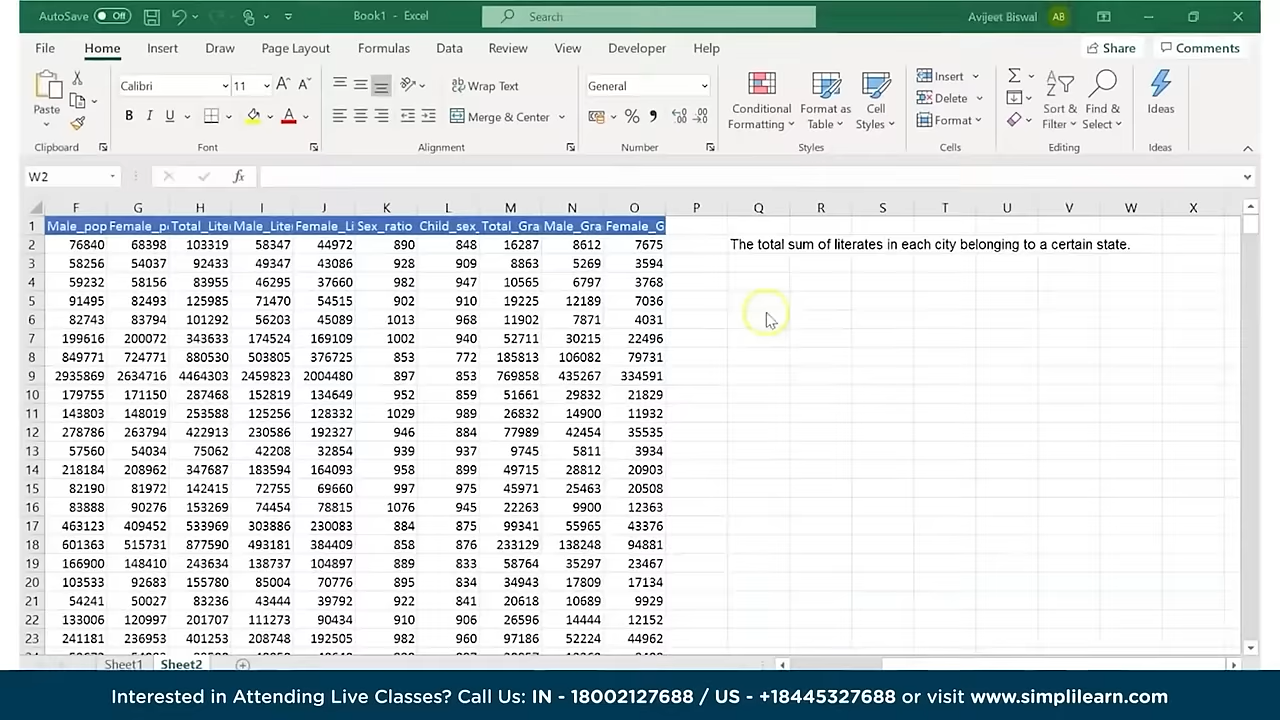 AutoSave Off Book1 - Excel Search Avijeet Biswal AB
File Home Insert Draw Page Layout Formulas Data Review View Developer Help Share Comments
Calibri 11 Wrap Text General Insert
Paste Merge & Center Conditional Formatting Format as Table Cell Styles Delete Sort & Filter Find & Select Ideas
B I U A % Format
Clipboard Font Alignment Number Styles Cells Editing Ideas
W2 fx
F G H I J K L M N O P Q R S T U V W X
1 Male_pop Female_p Total_Lite Male_Lite Female_Li Sex_ratio Child_sex_ Total_Gra Male_Gra Female_G
2 76840 68398 103319 58347 44972 890 848 16287 8612 7675 The total sum of literates in each city belonging to a certain state.
3 58256 54037 92433 49347 43086 928 909 8863 5269 3594
4 59232 58156 83955 46295 37660 982 947 10565 6797 3768
5 91495 82493 125985 71470 54515 902 910 19225 12189 7036
6 82743 83794 101292 56203 45089 1013 968 11902 7871 4031
7 199616 200072 343633 174524 169109 1002 940 52711 30215 22496
8 849771 724771 880530 503805 376725 853 772 185813 106082 79731
9 2935869 2634716 4464303 2459823 2004480 897 853 769858 435267 334591
10 179755 171150 287468 152819 134649 952 859 51661 29832 21829
11 143803 148019 253588 125256 128332 1029 989 26832 14900 11932
12 278786 263794 422913 230586 192327 946 884 77989 42454 35535
13 57560 54034 75062 42208 32854 939 937 9745 5811 3934
14 218184 208962 347687 183594 164093 958 899 49715 28812 20903
15 82190 81972 142415 72755 69660 997 975 45971 25463 20508
16 83888 90276 153269 74454 78815 1076 945 22263 9900 12363
17 463123 409452 533969 303886 230083 884 875 99341 55965 43376
18 601363 515731 877590 493181 384409 858 876 233129 138248 94881
19 166900 148410 243634 138737 104897 889 833 58764 35297 23467
20 103533 92683 155780 85004 70776 895 834 34943 17809 17134
21 54241 50027 83236 43444 39792 922 841 20618 10689 9929
22 133006 120997 201707 111273 90434 910 906 26596 14444 12152
23 241181 236953 401253 208748 192505 982 960 97186 52224 44962
Sheet1 Sheet2
Interested in Attending Live Classes? Call Us: IN - 18002127688 / US - +18445327688 or visit www.simplilearn.com